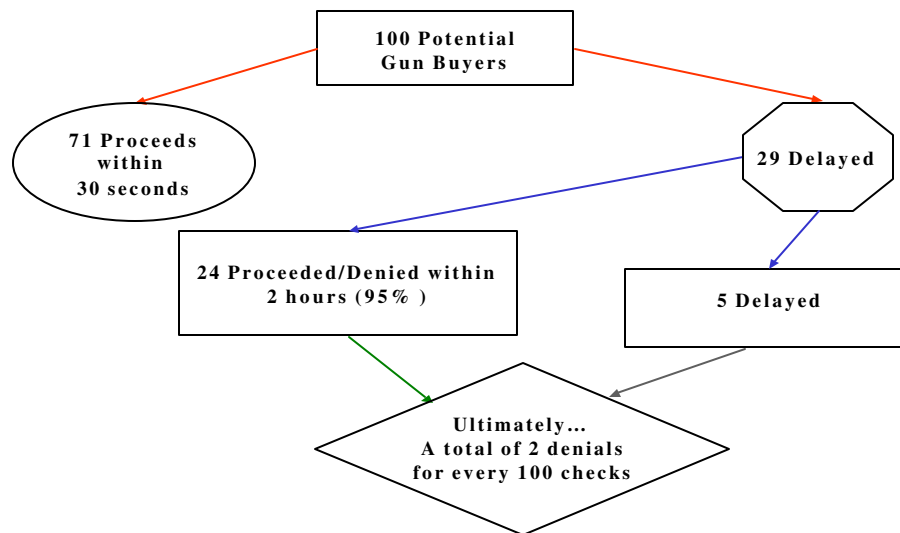 100 Potential
Gun Buyers
71 Proceeds
within
30 seconds
29 Delayed
24 Proceeded/Denied within
2 hours (95% )
5 Delayed
Ultimately…
A total of 2 denials
for every 100 checks